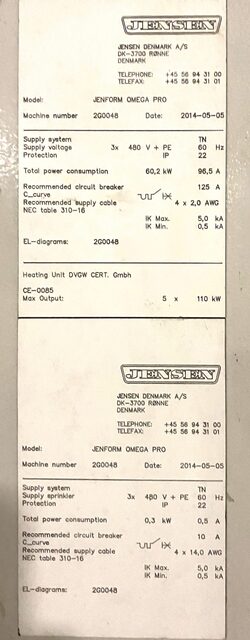 JENSEN
JENSEN DENMARK A/S
DK-3700 RØNNE
DENMARK
TELEPHONE: +45 56 94 31 00
TELEFAX: +45 56 94 31 01
Model: JENFORM OMEGA PRO
Machine number 2G0048 Date: 2014-05-05
Supply system TN
Supply voltage 3x 480 V + PE 60 Hz
Protection IP 22
Total power consumption 60,2 kW 96,5 A
Recommended circuit breaker 125 A
C_curve
Recommended supply cable 4 x 2,0 AWG
NEC table 310-16
IK Max. 5,0 kA
IK Min. 0,5 kA
EL-diagrams: 2G0048
Heating Unit DVGW CERT. Gmbh
CE-0085
Max Output: 5 x 110 kW
JENSEN
JENSEN DENMARK A/S
DK-3700 RØNNE
DENMARK
TELEPHONE: +45 56 94 31 00
TELEFAX: +45 56 94 31 01
Model: JENFORM OMEGA PRO
Machine number 2G0048 Date: 2014-05-05
Supply system TN
Supply sprinkler 3x 480 V + PE 60 Hz
Protection IP 22
Total power consumption 0,3 kW 0,5 A
Recommended circuit breaker 10 A
C_curve
Recommended supply cable 4 x 14,0 AWG
NEC table 310-16
IK Max. 5,0 kA
IK Min. 0,5 kA
EL-diagrams: 2G0048